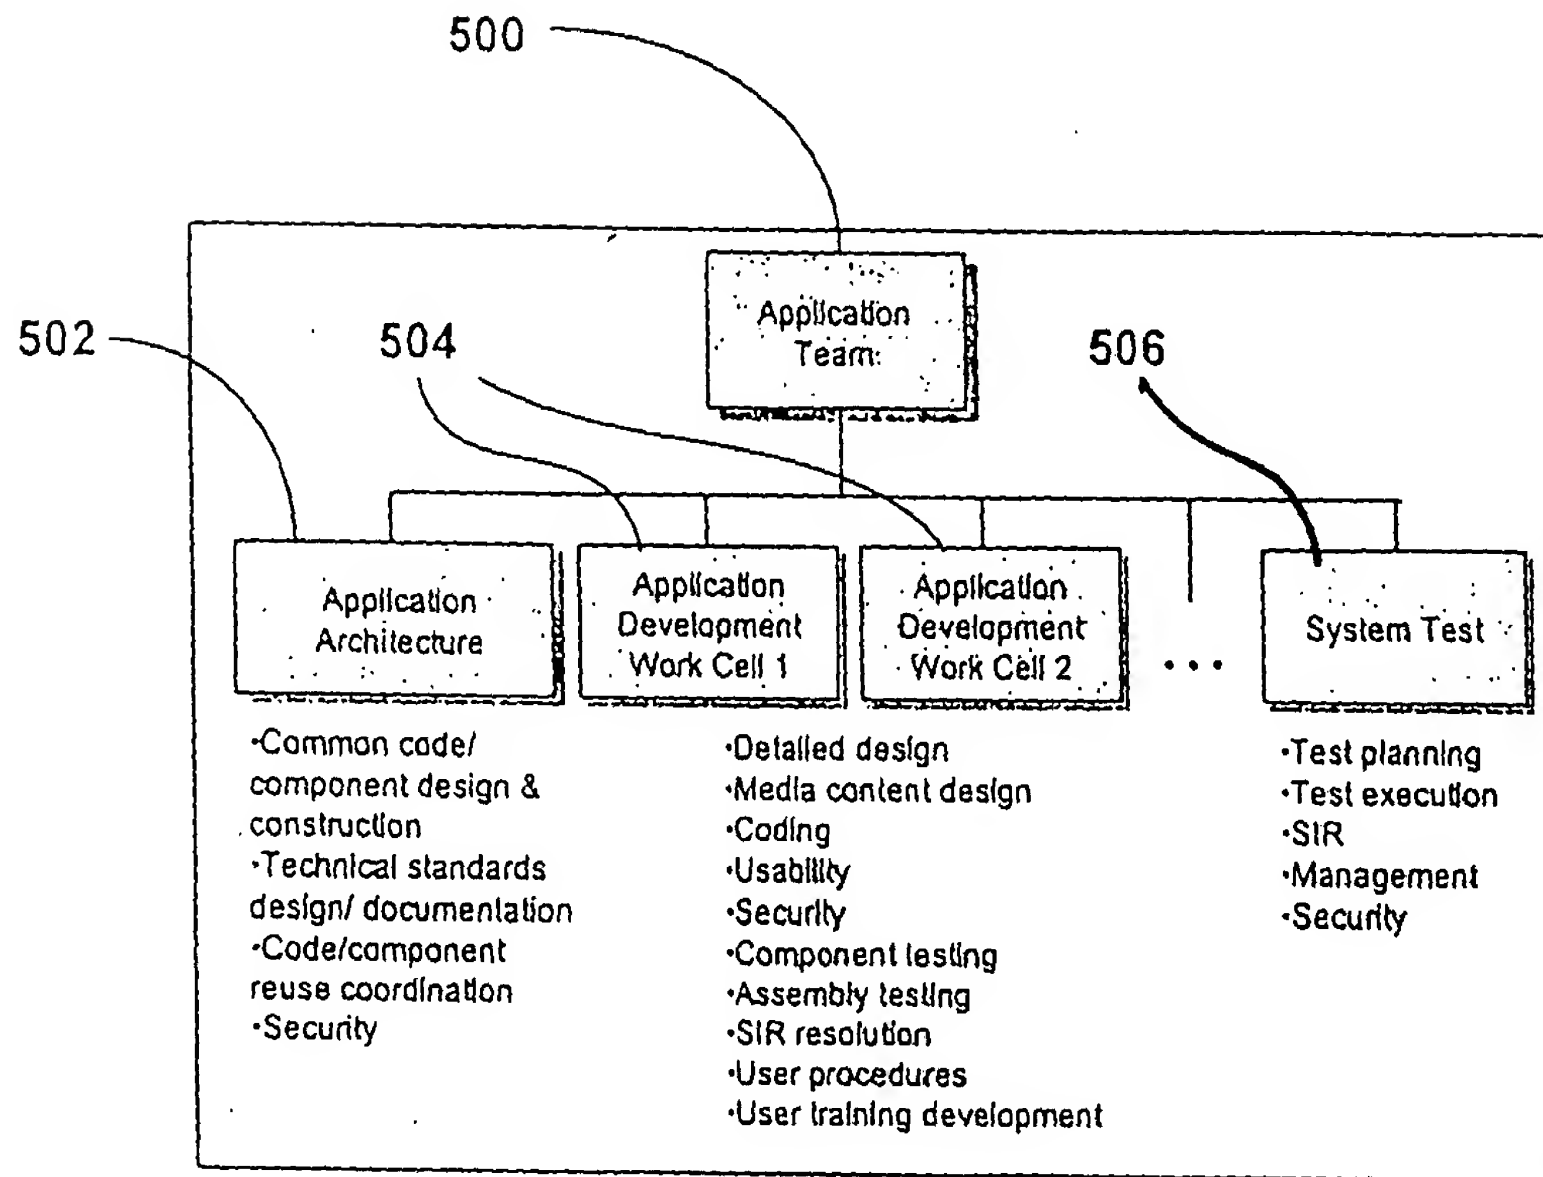 500
502
504
506
Application
Team:
Application
Architecture
Application
Development
Work Cell 1
Application
Development
Work Cell 2
...
System Test
•Common code/
component design &
construction
•Technical standards
design/ documentation
•Code/component
reuse coordination
•Security
•Detailed design
•Media content design
•Coding
•Usability
•Security
•Component testing
•Assembly testing
•SIR resolution
•User procedures
•User training development
•Test planning
•Test execution
•SIR
•Management
•Security